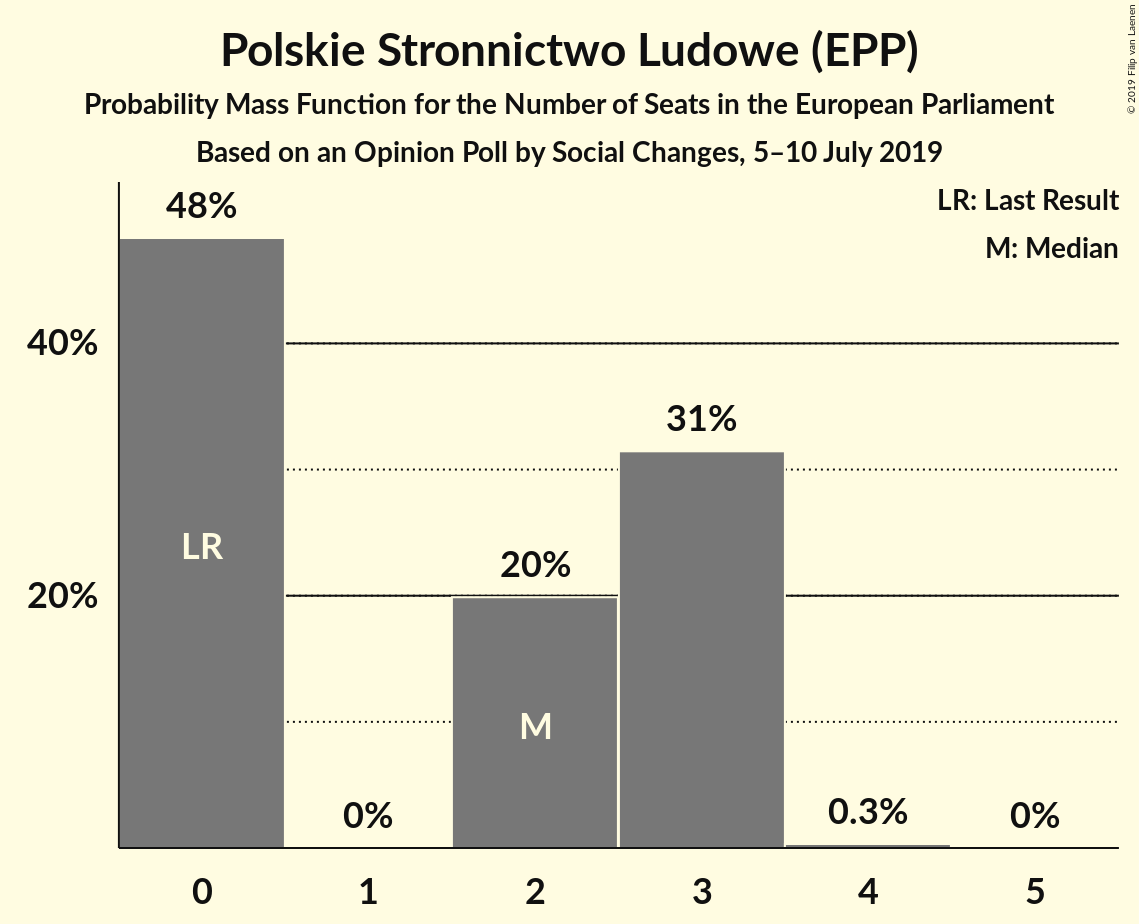 Polskie Stronnictwo Ludowe (EPP)
Probability Mass Function for the Number of Seats in the European Parliament
Based on an Opinion Poll by Social Changes, 5–10 July 2019
© 2019 Filip van Laenen
LR: Last Result
M: Median
48%
40%
31%
LR
20%
20%
M
0%
0.3%
0%
0 1 2 3 4 5